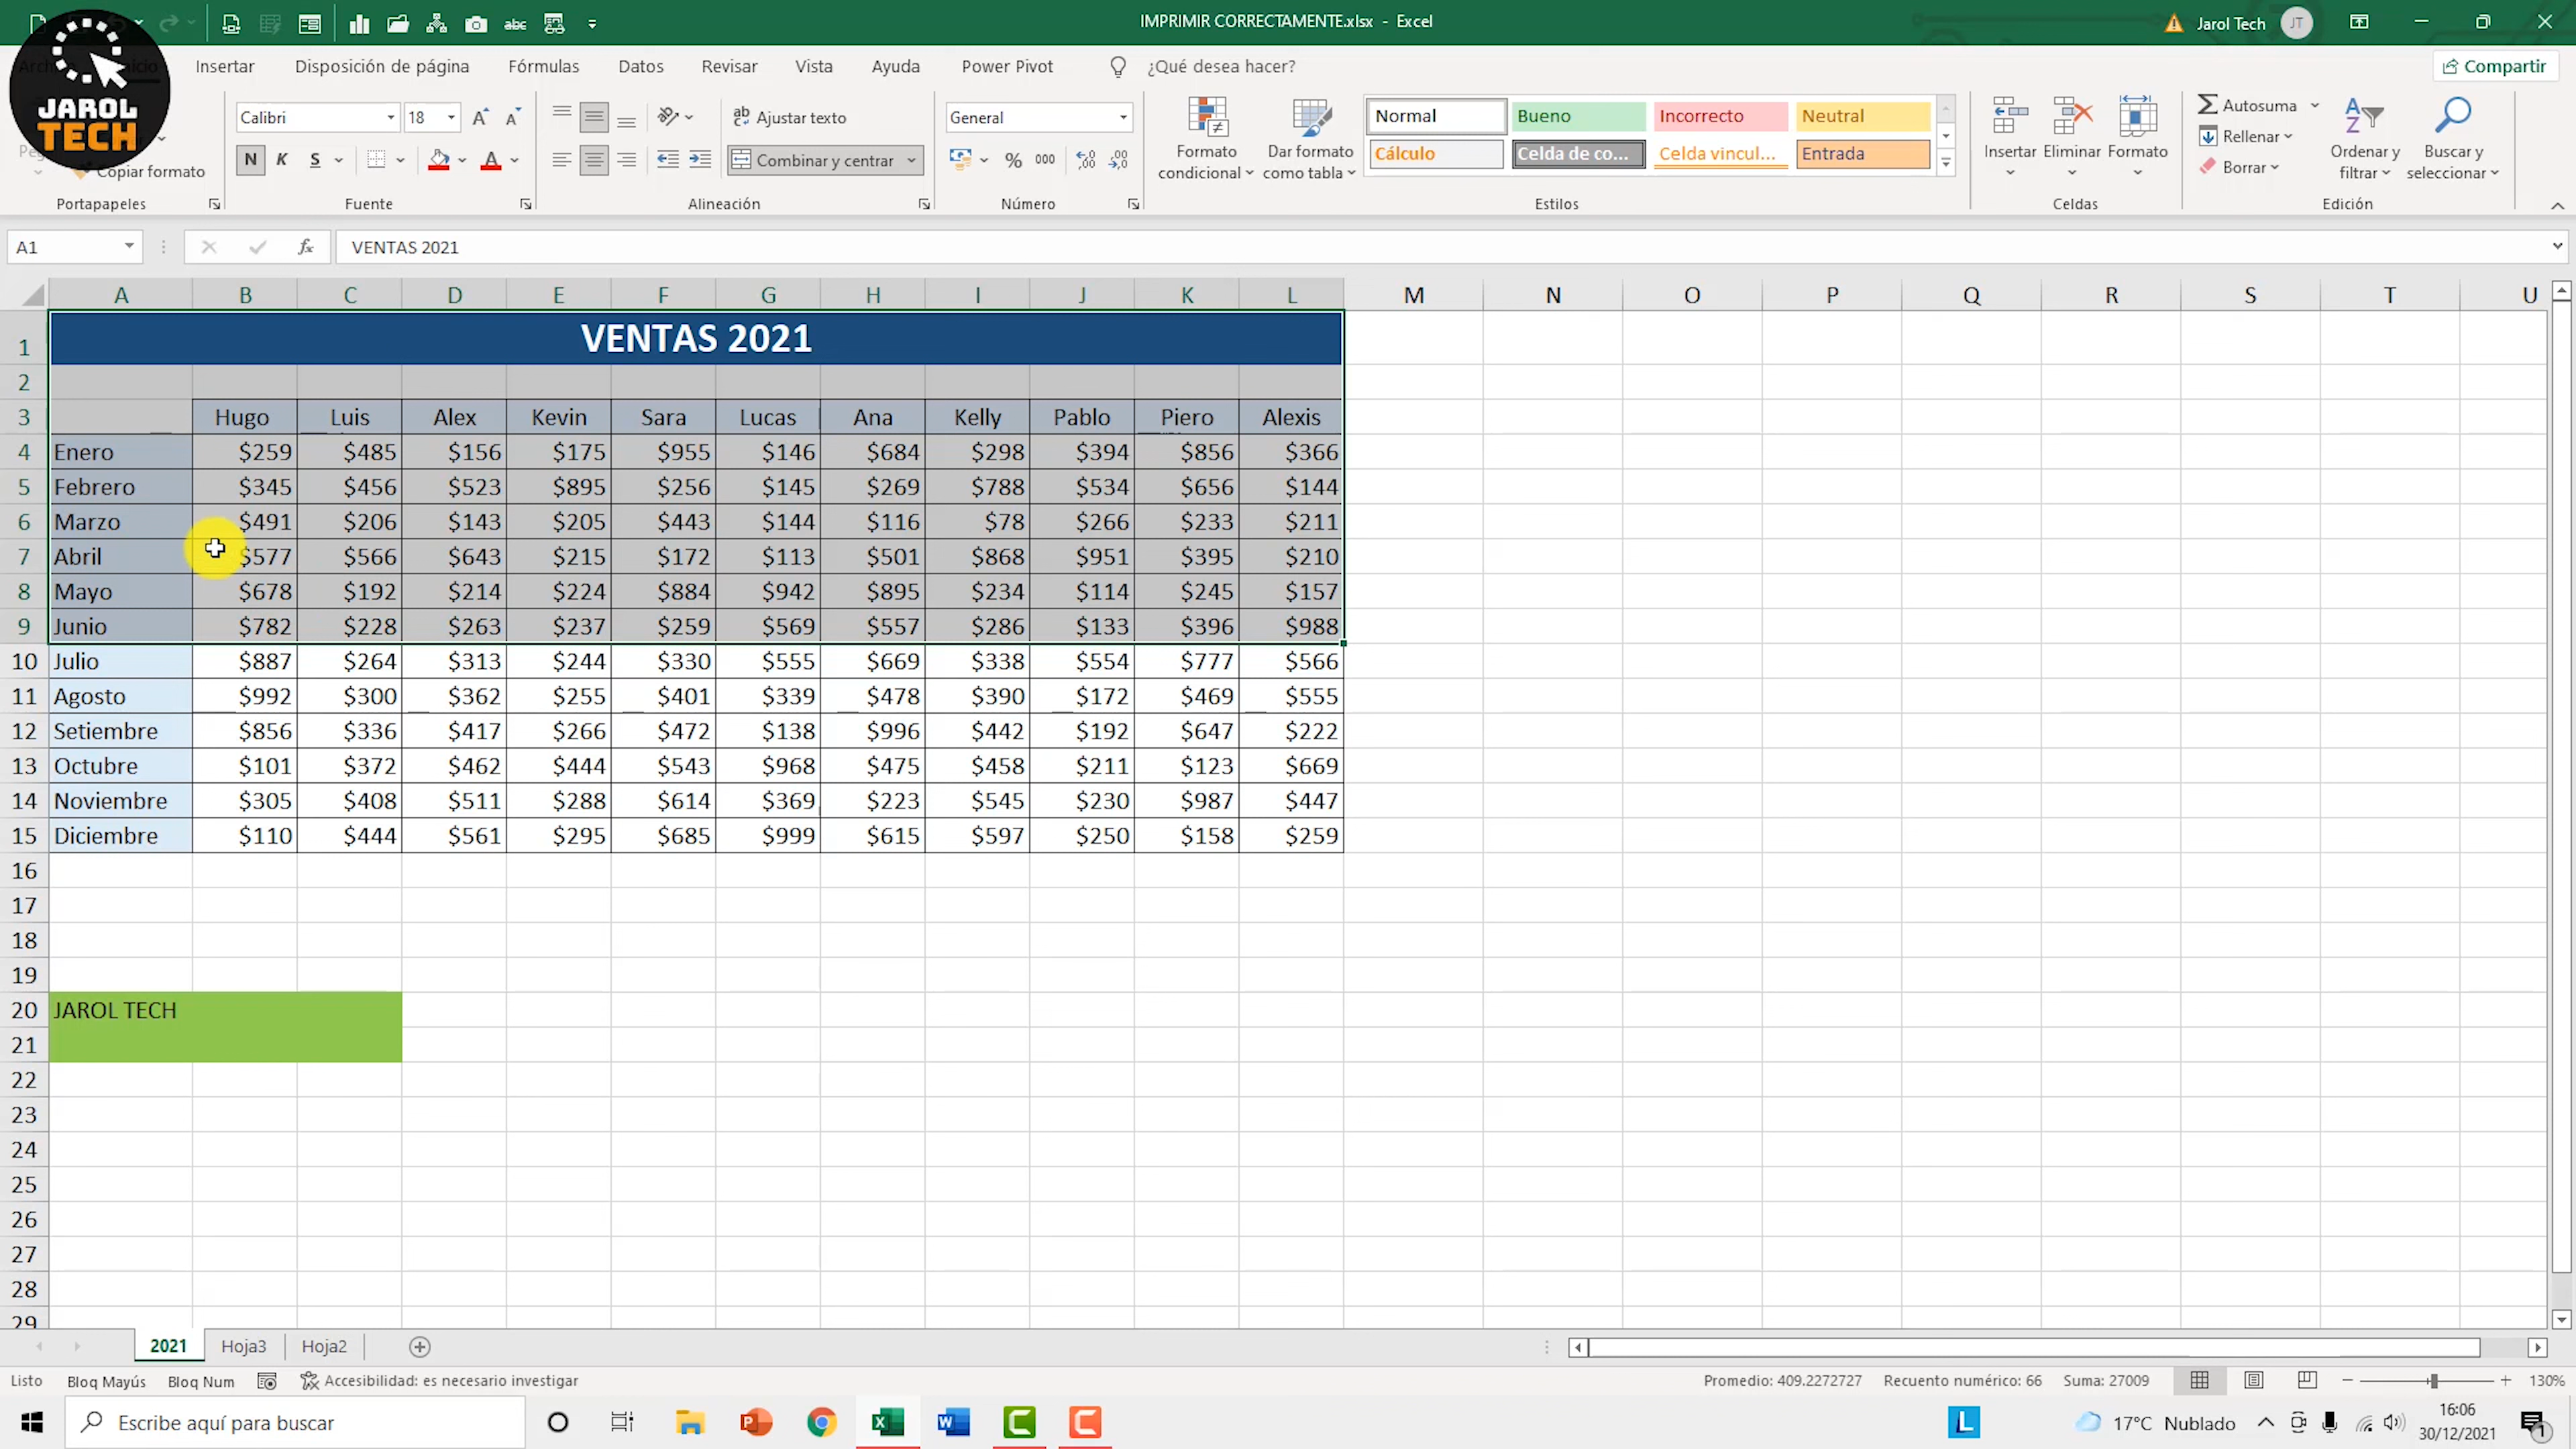 IMPRIMIR CORRECTAMENTE.xlsx - Excel
Jarol Tech JT
JAROL TECH
Insertar Disposición de página Fórmulas Datos Revisar Vista Ayuda Power Pivot ¿Qué desea hacer? Compartir
Copiar formato
Portapapeles
Calibri 18
N K S
Fuente
Ajustar texto
Combinar y centrar
Alineación
General
% 000
Número
Formato condicional
Dar formato como tabla
Normal Bueno Incorrecto Neutral
Cálculo Celda de co... Celda vincul... Entrada
Estilos
Insertar Eliminar Formato
Celdas
Autosuma
Rellenar
Borrar
Ordenar y filtrar
Buscar y seleccionar
Edición
A1 fx VENTAS 2021
A B C D E F G H I J K L M N O P Q R S T U
1 VENTAS 2021
2
3 Hugo Luis Alex Kevin Sara Lucas Ana Kelly Pablo Piero Alexis
4 Enero $259 $485 $156 $175 $955 $146 $684 $298 $394 $856 $366
5 Febrero $345 $456 $523 $895 $256 $145 $269 $788 $534 $656 $144
6 Marzo $491 $206 $143 $205 $443 $144 $116 $78 $266 $233 $211
7 Abril $577 $566 $643 $215 $172 $113 $501 $868 $951 $395 $210
8 Mayo $678 $192 $214 $224 $884 $942 $895 $234 $114 $245 $157
9 Junio $782 $228 $263 $237 $259 $569 $557 $286 $133 $396 $988
10 Julio $887 $264 $313 $244 $330 $555 $669 $338 $554 $777 $566
11 Agosto $992 $300 $362 $255 $401 $339 $478 $390 $172 $469 $555
12 Setiembre $856 $336 $417 $266 $472 $138 $996 $442 $192 $647 $222
13 Octubre $101 $372 $462 $444 $543 $968 $475 $458 $211 $123 $669
14 Noviembre $305 $408 $511 $288 $614 $369 $223 $545 $230 $987 $447
15 Diciembre $110 $444 $561 $295 $685 $999 $615 $597 $250 $158 $259
16
17
18
19
20 JAROL TECH
21
22
23
24
25
26
27
28
29
2021 Hoja3 Hoja2
Listo Bloq Mayús Bloq Num Accesibilidad: es necesario investigar Promedio: 409.2272727 Recuento numérico: 66 Suma: 27009 130%
Escribe aquí para buscar
17°C Nublado
16:06
30/12/2021